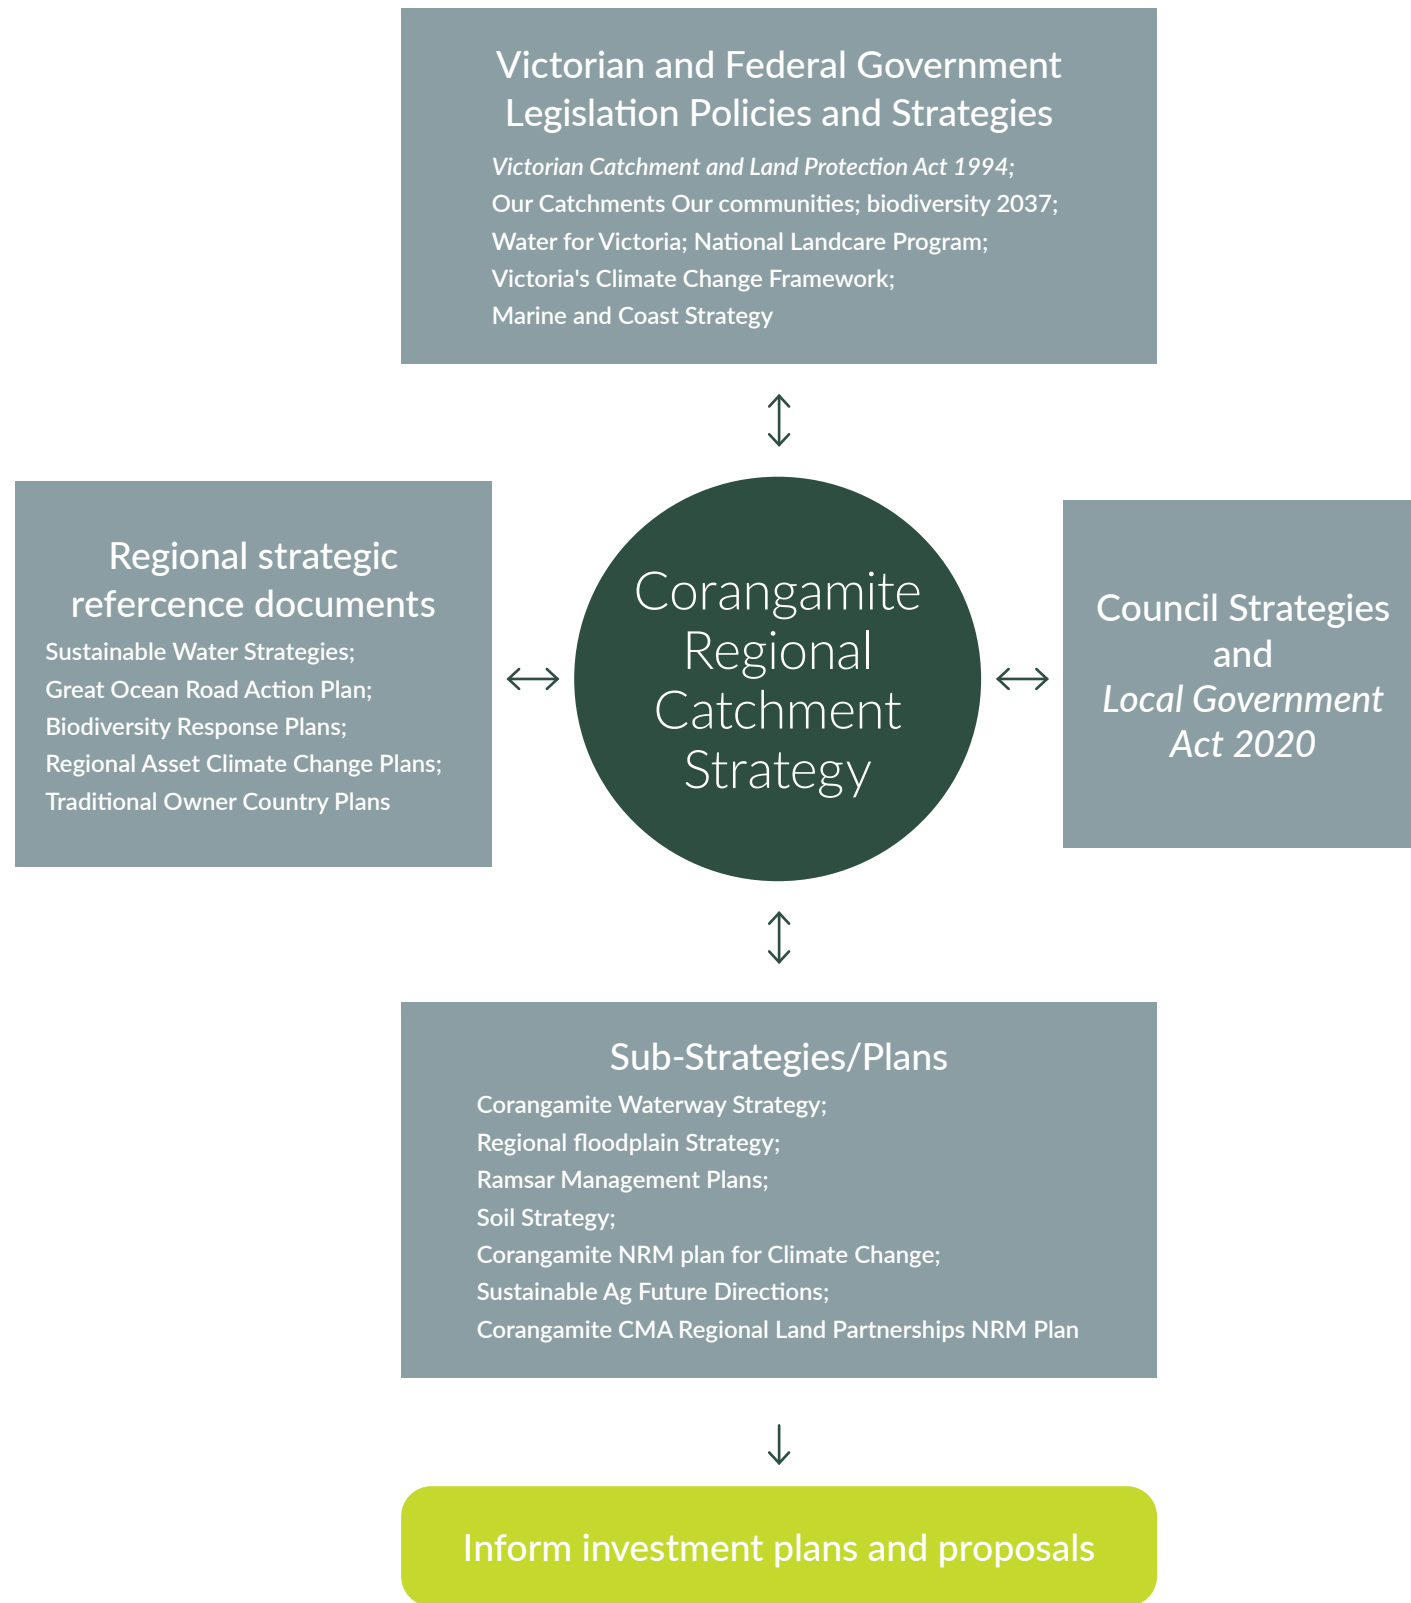 Victorian and Federal Government
Legislation Policies and Strategies
Victorian Catchment and Land Protection Act 1994;
Our Catchments Our communities; biodiversity 2037;
Water for Victoria; National Landcare Program;
Victoria's Climate Change Framework;
Marine and Coast Strategy
Regional strategic
refercence documents
Sustainable Water Strategies;
Great Ocean Road Action Plan;
Biodiversity Response Plans;
Regional Asset Climate Change Plans;
Traditional Owner Country Plans
Corangamite
Regional
Catchment
Strategy
Council Strategies
and
Local Government
Act 2020
Sub-Strategies/Plans
Corangamite Waterway Strategy;
Regional floodplain Strategy;
Ramsar Management Plans;
Soil Strategy;
Corangamite NRM plan for Climate Change;
Sustainable Ag Future Directions;
Corangamite CMA Regional Land Partnerships NRM Plan
Inform investment plans and proposals